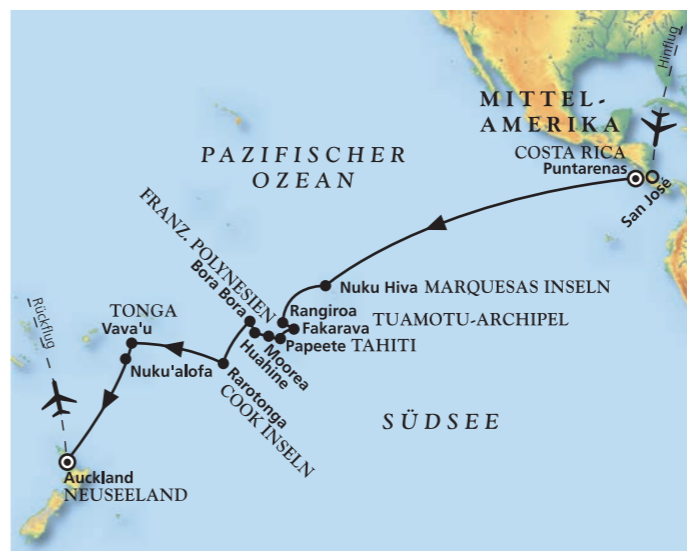 Hinflug
MITTEL-
AMERIKA
COSTA RICA
Puntarenas
San José
PAZIFISCHER
OZEAN
FRANZ. POLYNESIEN
Bora Bora
Nuku Hiva MARQUESAS INSELN
Rangiroa
Fakarava TUAMOTU-ARCHIPEL
Papeete TAHITI
Moorea
Huahine
Rückflug
TONGA
Vava'u
Nuku'alofa
Rarotonga
COOK INSELN
SÜDSEE
Auckland
NEUSEELAND